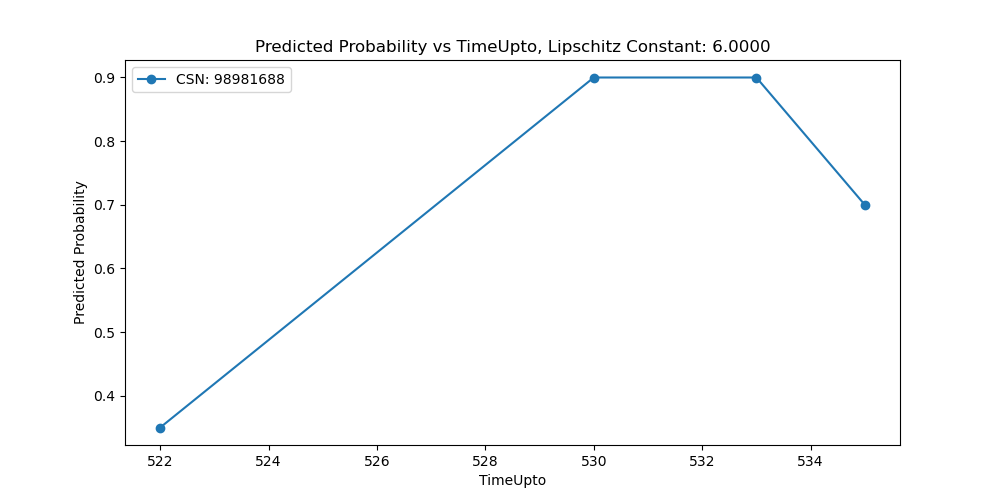 Predicted Probability vs TimeUpto, Lipschitz Constant: 6.0000
CSN: 98981688
Predicted Probability
0.9
0.8
0.7
0.6
0.5
0.4
522 524 526 528 530 532 534
TimeUpto